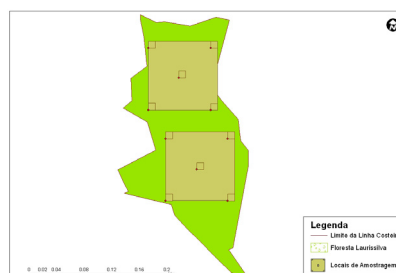 Legenda
Limite da Linha Costeir
Floresta Laurissilva
Locais de Amostragem
0 0.02 0.04 0.08 0.12 0.16 0.2